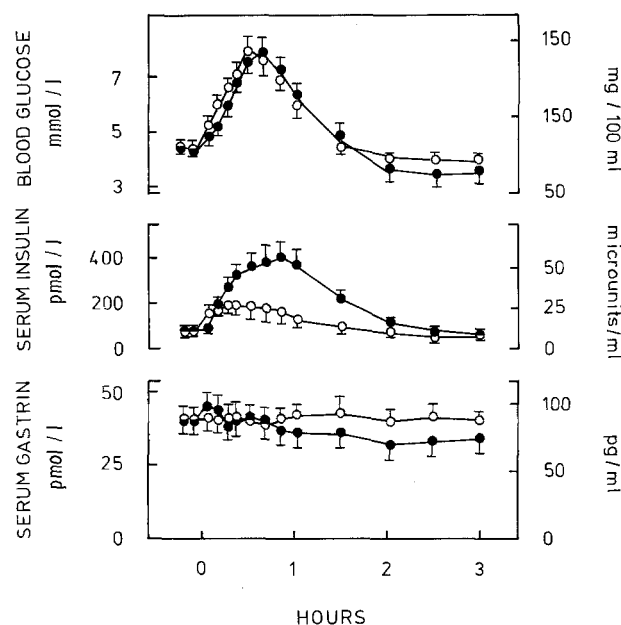 BLOOD GLUCOSE
mmol / l
7
5
3
150
150
50
mg / 100 ml
SERUM INSULIN
pmol / l
400
200
0
50
25
0
microunits/ml
SERUM GASTRIN
pmol / l
50
25
0
100
50
0
pg/ml
0
1
2
3
HOURS